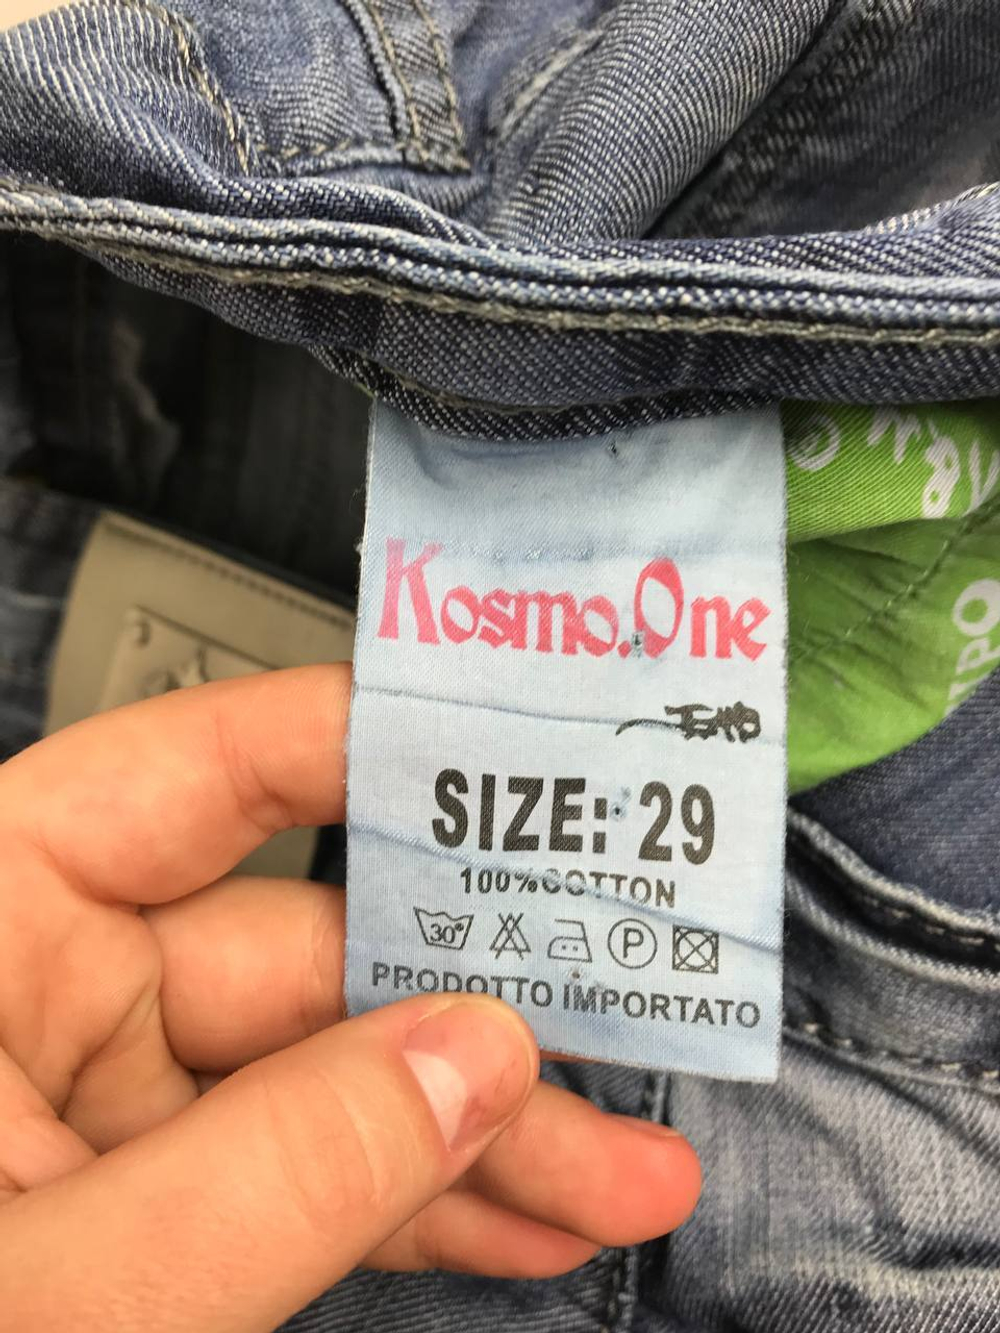 Kosmo.One
SIZE: 29
100%COTTON
30°
P
PRODOTTO IMPORTATO